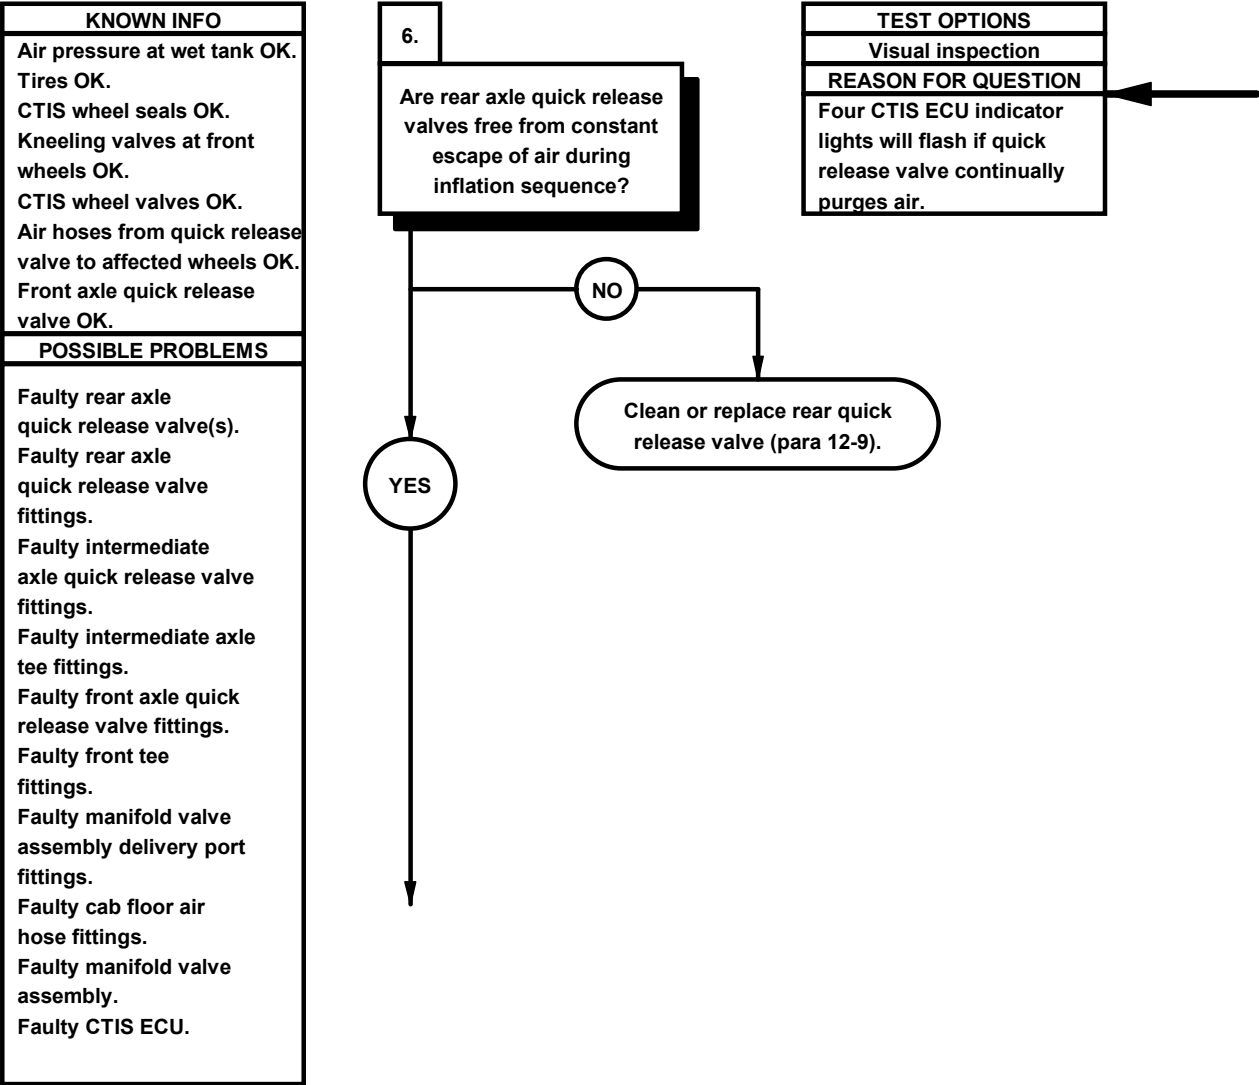 KNOWN INFO
Air pressure at wet tank OK.
Tires OK.
CTIS wheel seals OK.
Kneeling valves at front
wheels OK.
CTIS wheel valves OK.
Air hoses from quick release
valve to affected wheels OK.
Front axle quick release
valve OK.
POSSIBLE PROBLEMS
Faulty rear axle
quick release valve(s).
Faulty rear axle
quick release valve
fittings.
Faulty intermediate
axle quick release valve
fittings.
Faulty intermediate axle
tee fittings.
Faulty front axle quick
release valve fittings.
Faulty front tee
fittings.
Faulty manifold valve
assembly delivery port
fittings.
Faulty cab floor air
hose fittings.
Faulty manifold valve
assembly.
Faulty CTIS ECU.
6.
Are rear axle quick release
valves free from constant
escape of air during
inflation sequence?
NO
Clean or replace rear quick
release valve (para 12-9).
YES
TEST OPTIONS
Visual inspection
REASON FOR QUESTION
Four CTIS ECU indicator
lights will flash if quick
release valve continually
purges air.